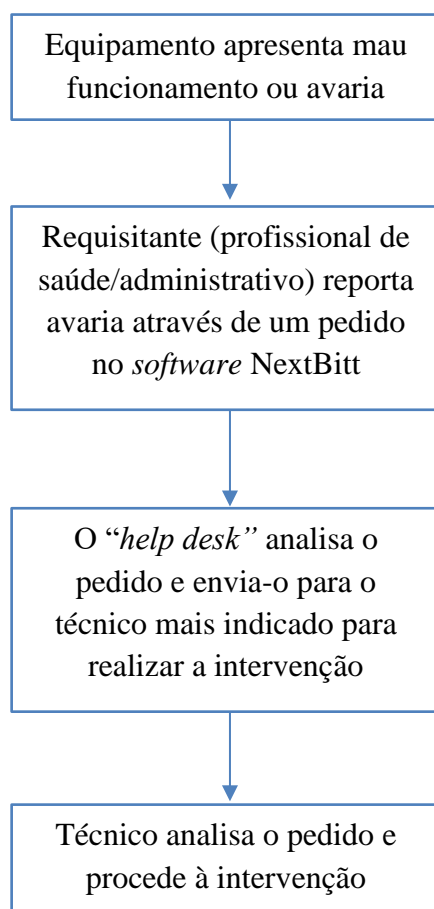 Equipamento apresenta mau
funcionamento ou avaria
Requisitante (profissional de
saúde/administrativo) reporta
avaria através de um pedido
no software NextBitt
O “help desk” analisa o
pedido e envia-o para o
técnico mais indicado para
realizar a intervenção
Técnico analisa o pedido e
procede à intervenção